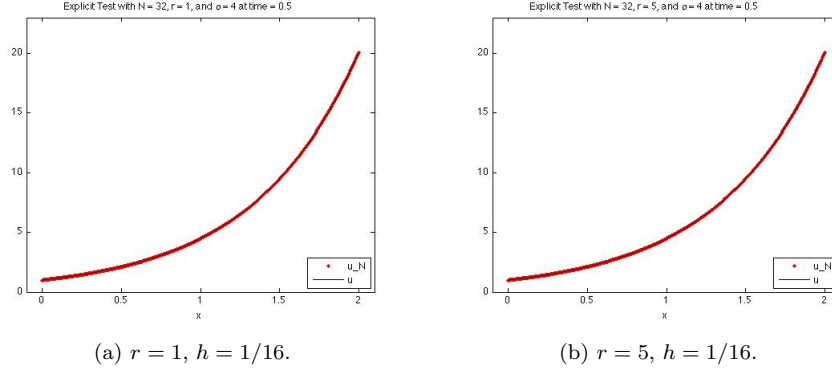 Explicit Test with N = 32, r = 1, and ø = 4 at time = 0.5
20
15
10
5
0
0 0.5 1 1.5 2
x
u_N
u
(a) r = 1, h = 1/16.
Explicit Test with N = 32, r = 5, and ø = 4 at time = 0.5
20
15
10
5
0
0 0.5 1 1.5 2
x
u_N
u
(b) r = 5, h = 1/16.